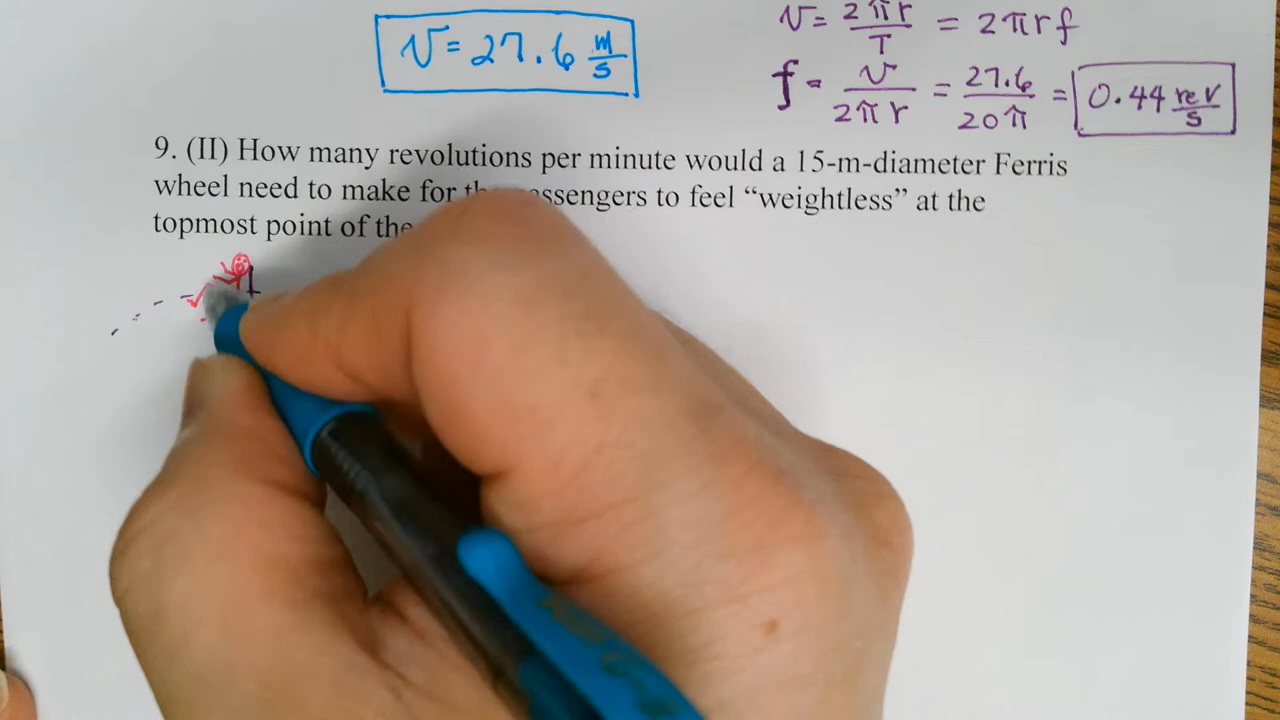 V = 27.6 m/s
V = 2πr/T = 2πrf
f = V/2πr = 27.6/20π = 0.44 rev/s
9. (II) How many revolutions per minute would a 15-m-diameter Ferris
wheel need to make for passengers to feel “weightless” at the
topmost point of the